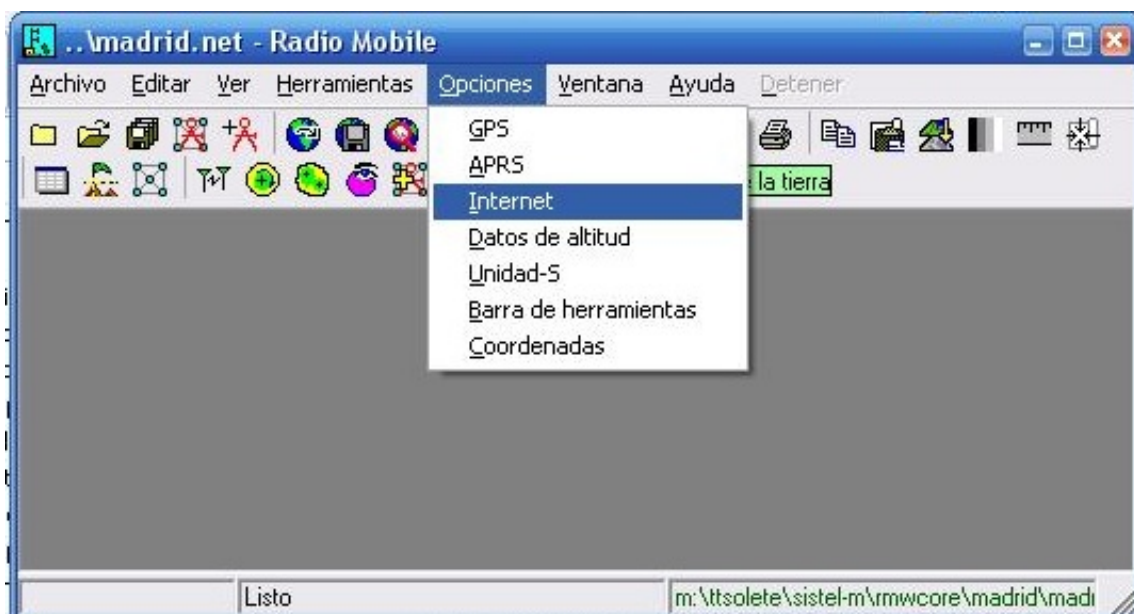 ..\madrid.net - Radio Mobile
Archivo Editar Ver Herramientas Opciones Ventana Ayuda Detener
GPS
APRS
Internet
Datos de altitud
Unidad-S
Barra de herramientas
Coordenadas
la tierra
Listo
m:\ttsolete\sistel-m\rmwcore\madrid\madr